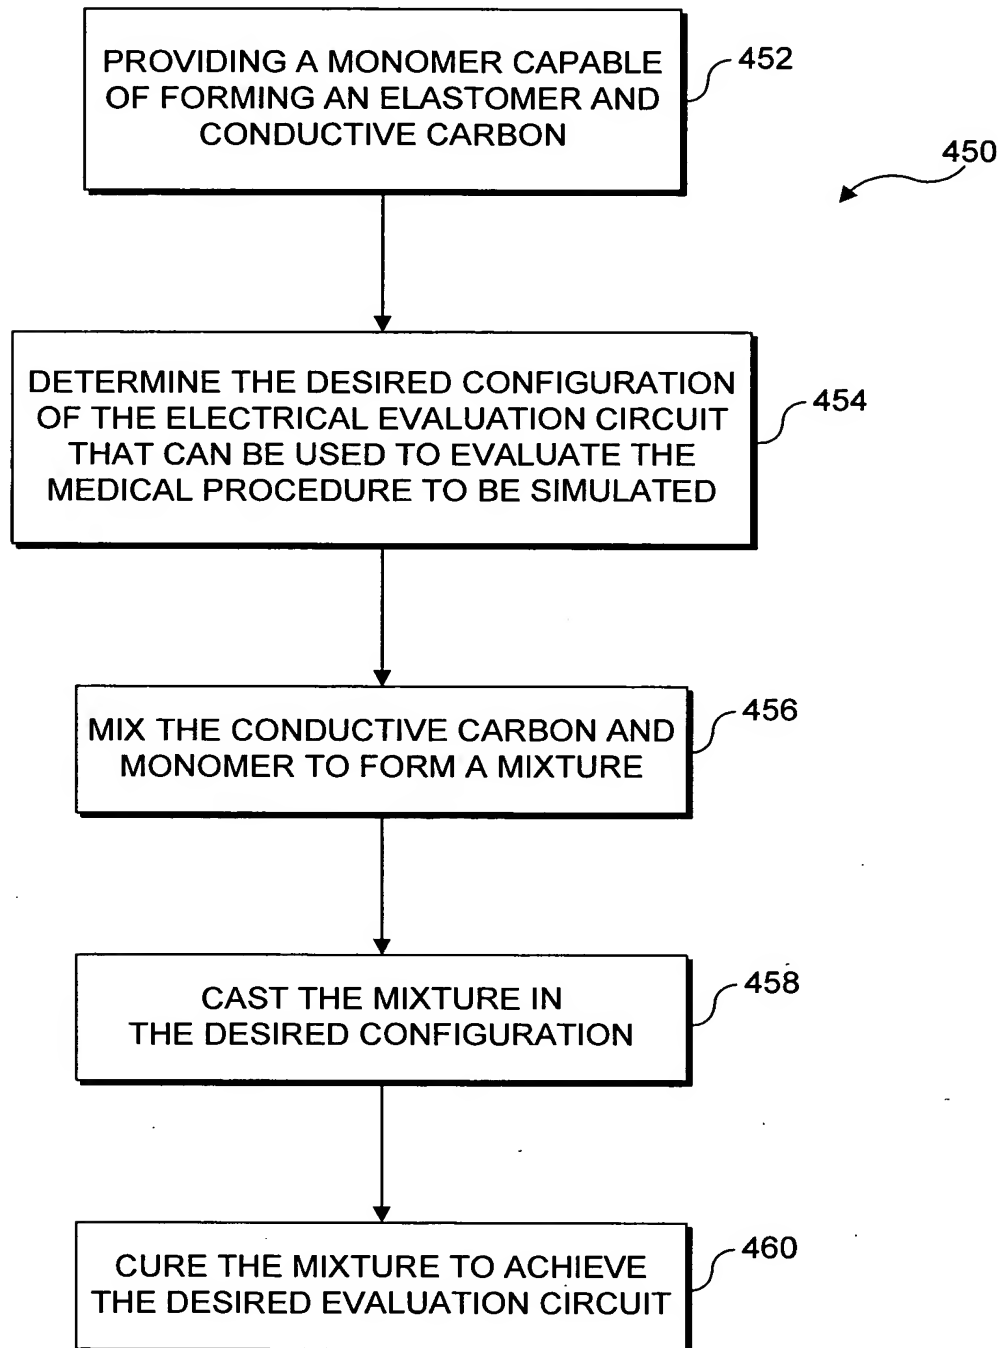 PROVIDING A MONOMER CAPABLE
OF FORMING AN ELASTOMER AND
CONDUCTIVE CARBON
452
450
DETERMINE THE DESIRED CONFIGURATION
OF THE ELECTRICAL EVALUATION CIRCUIT
THAT CAN BE USED TO EVALUATE THE
MEDICAL PROCEDURE TO BE SIMULATED
454
MIX THE CONDUCTIVE CARBON AND
MONOMER TO FORM A MIXTURE
456
CAST THE MIXTURE IN
THE DESIRED CONFIGURATION
458
CURE THE MIXTURE TO ACHIEVE
THE DESIRED EVALUATION CIRCUIT
460